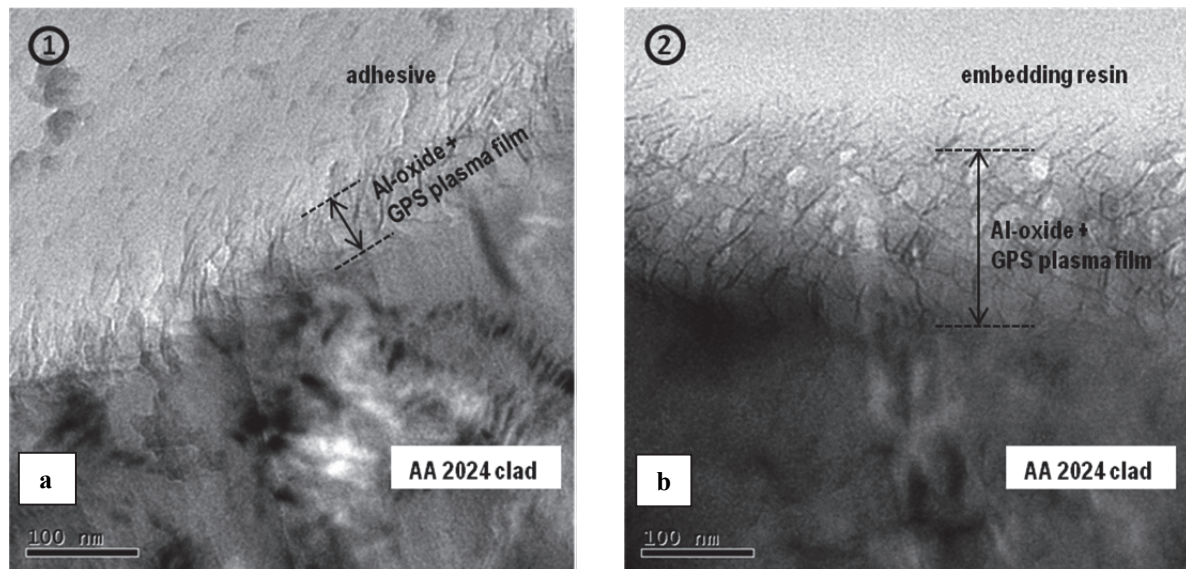 ①
adhesive
Al-oxide +
GPS plasma film
AA 2024 clad
a
100 nm
②
embedding resin
Al-oxide +
GPS plasma film
AA 2024 clad
b
100 nm